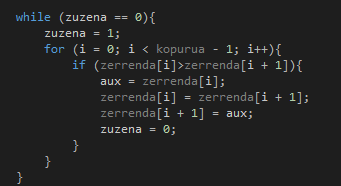 while (zuzena == 0){
    zuzena = 1;
    for (i = 0; i < kopurua - 1; i++){
        if (zerrenda[i]>zerrenda[i + 1]){
            aux = zerrenda[i];
            zerrenda[i] = zerrenda[i + 1];
            zerrenda[i + 1] = aux;
            zuzena = 0;
        }
    }
}